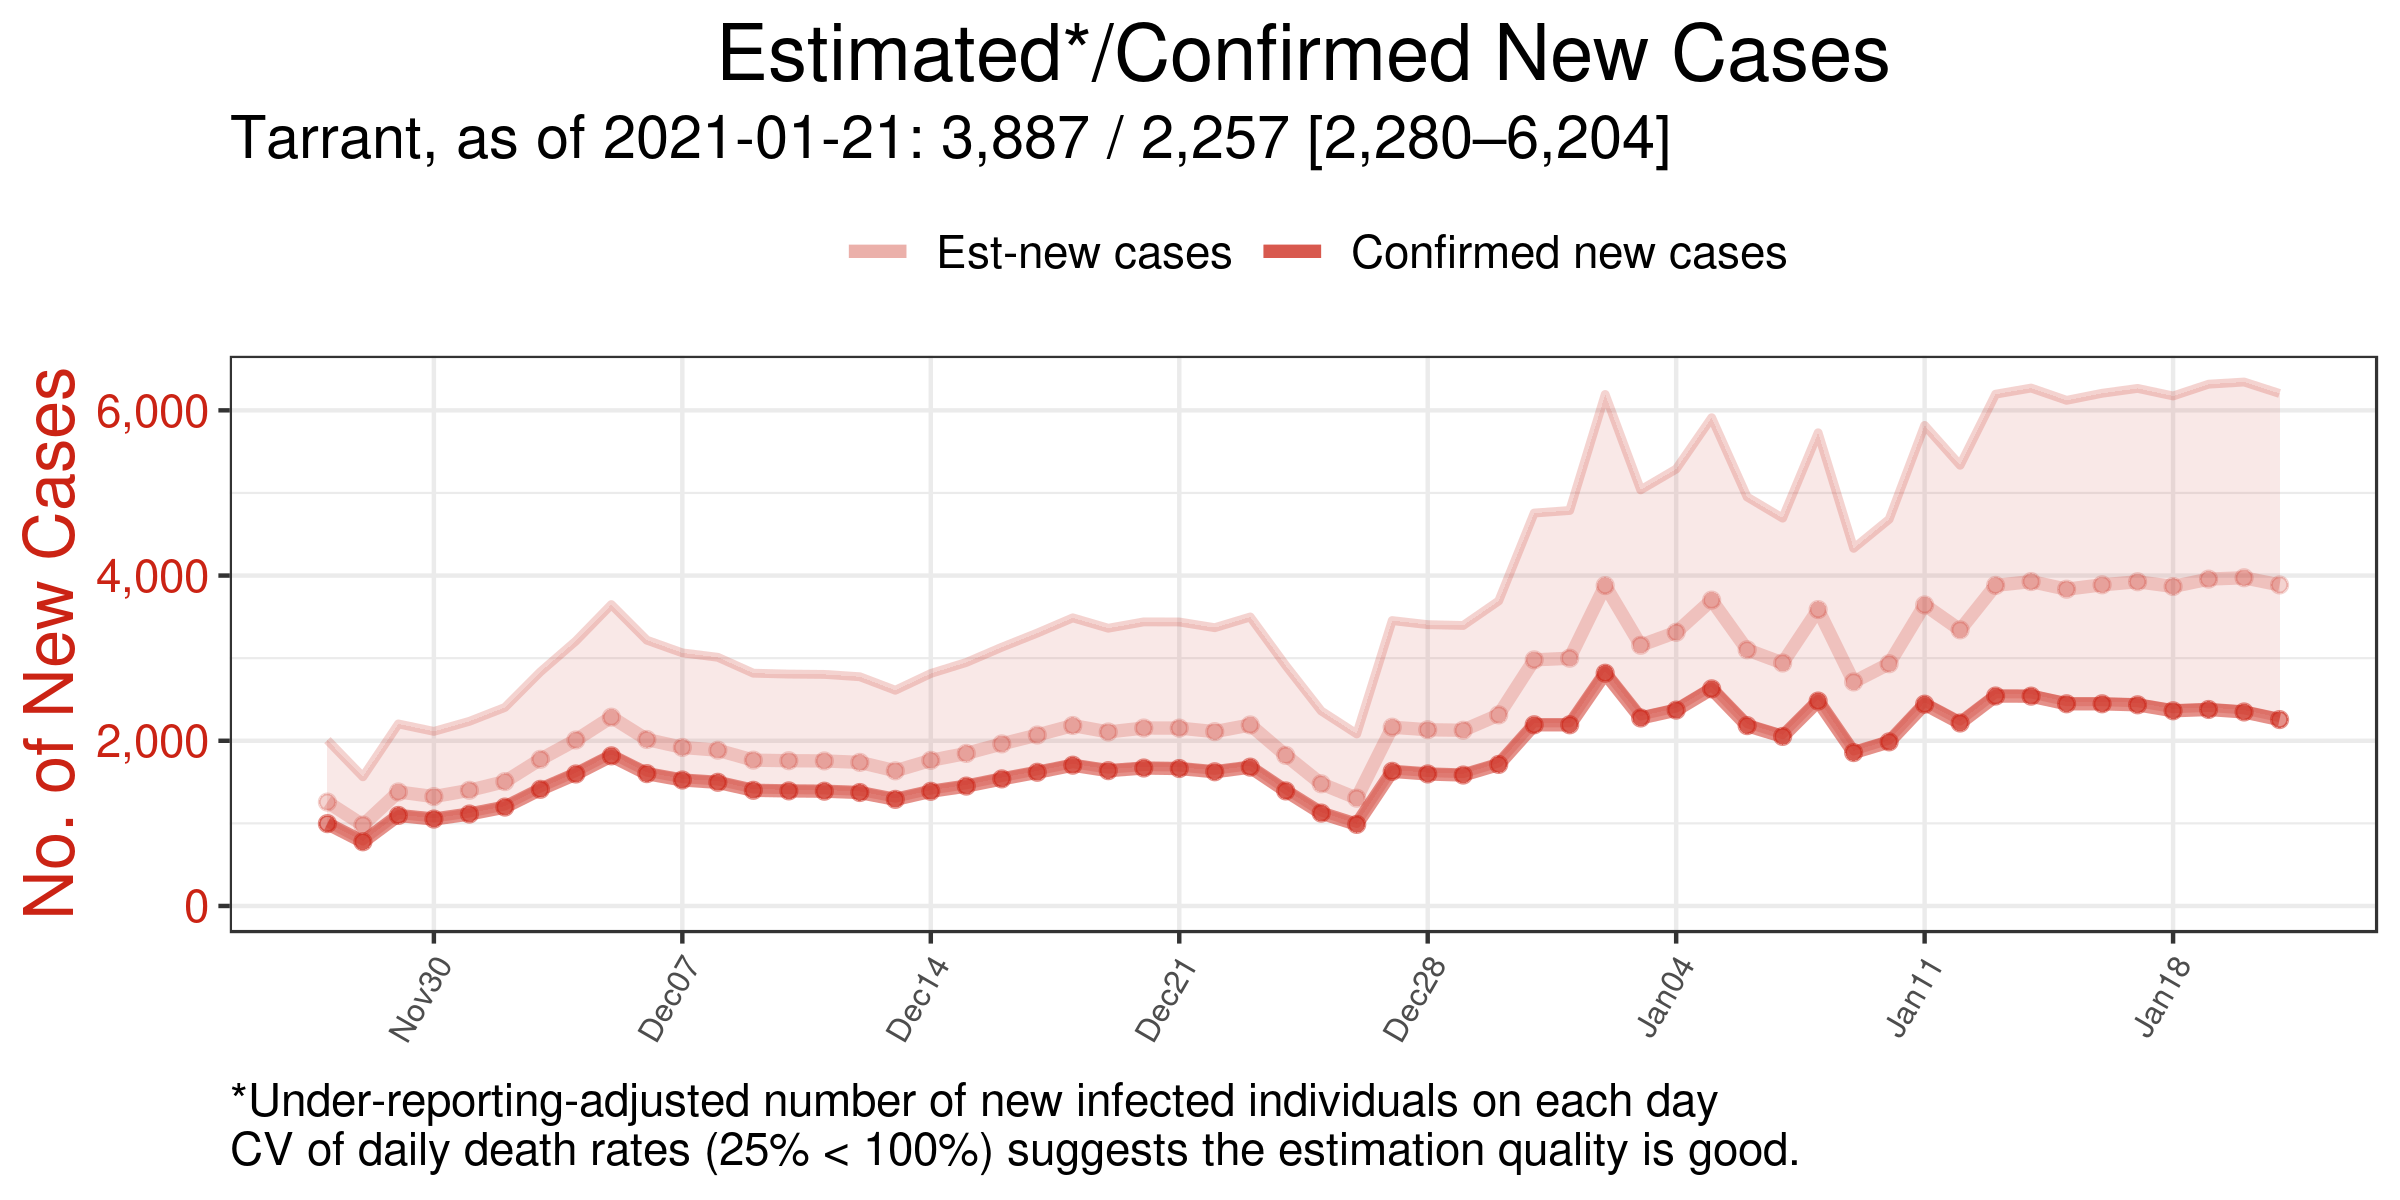 Estimated*/Confirmed New Cases
Tarrant, as of 2021-01-21: 3,887 / 2,257 [2,280–6,204]
Est-new cases
Confirmed new cases
No. of New Cases
6,000
4,000
2,000
0
Nov30
Dec07
Dec14
Dec21
Dec28
Jan04
Jan11
Jan18
*Under-reporting-adjusted number of new infected individuals on each day
CV of daily death rates (25% < 100%) suggests the estimation quality is good.